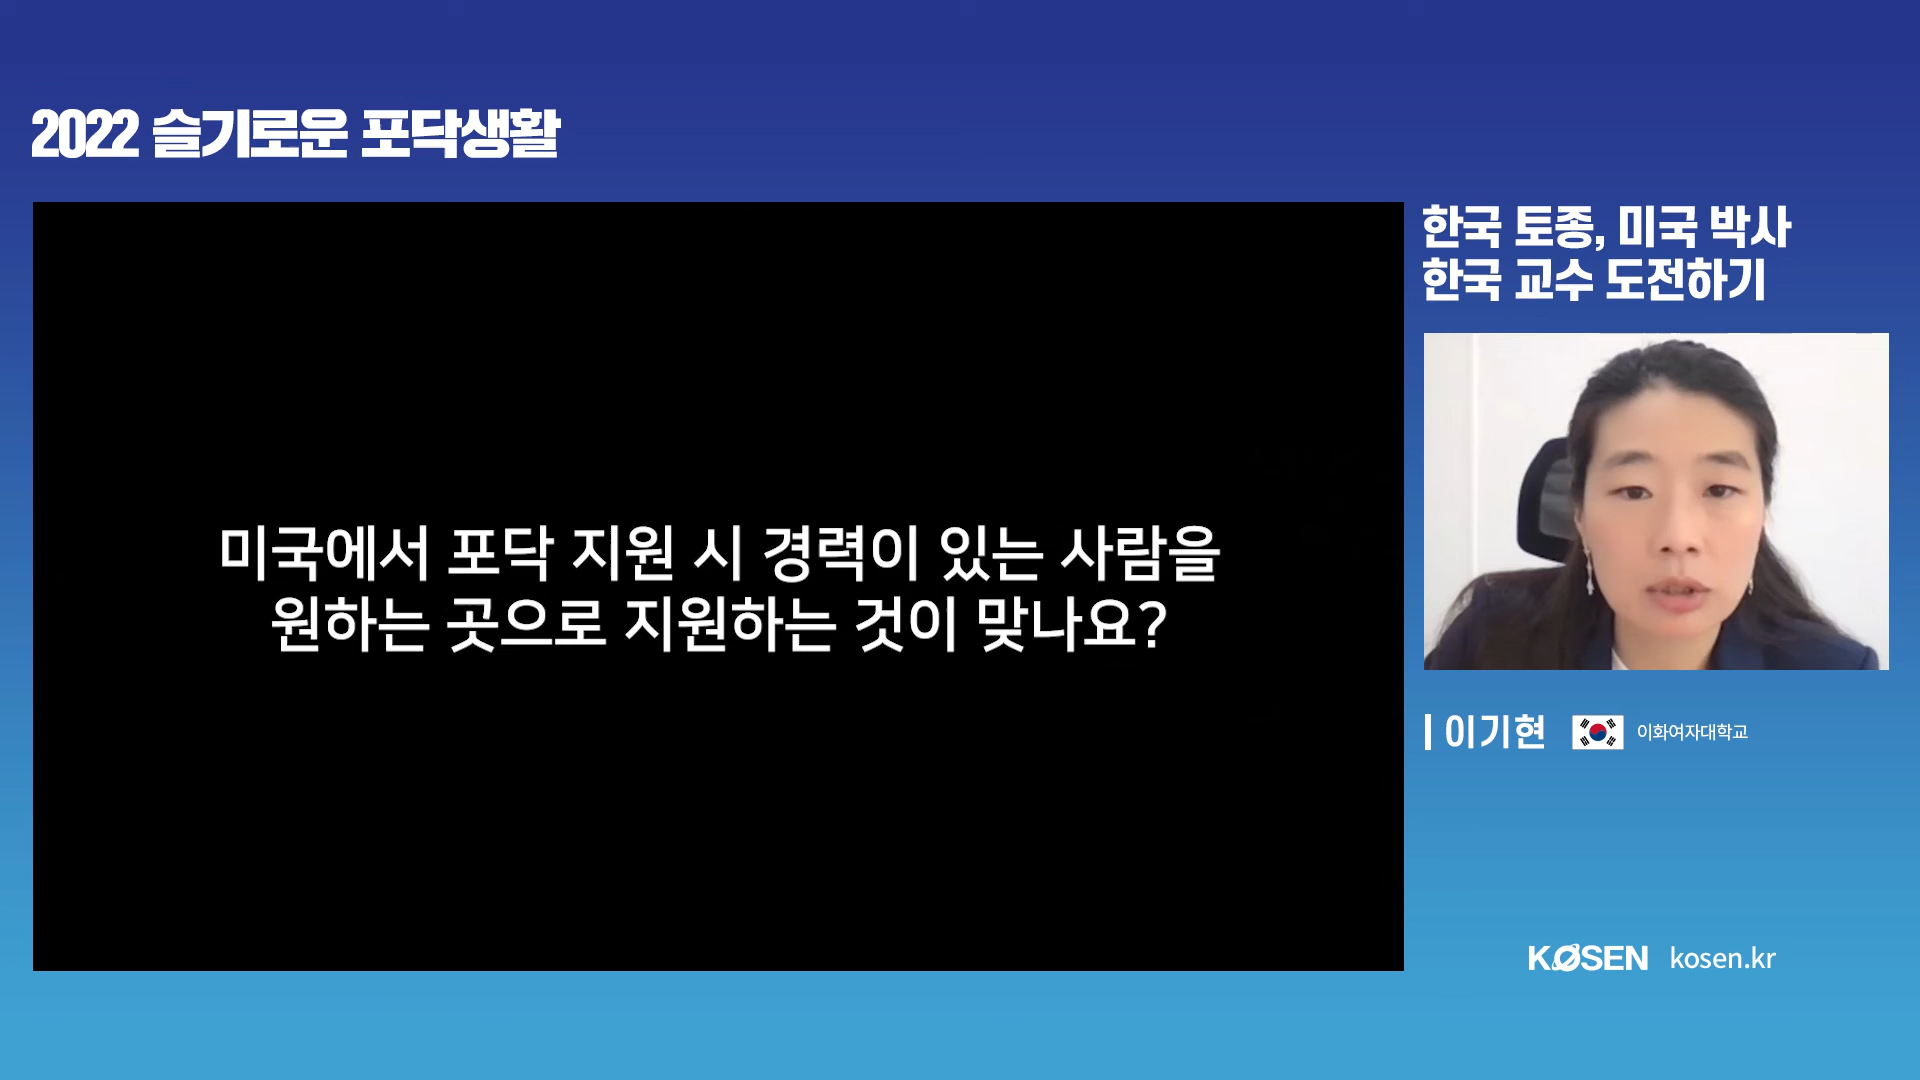 2022 슬기로운 포닥생활
한국 토종, 미국 박사
한국 교수 도전하기
미국에서 포닥 지원 시 경력이 있는 사람을
원하는 곳으로 지원하는 것이 맞나요?
이기현 이화여자대학교
KOSEN kosen.kr